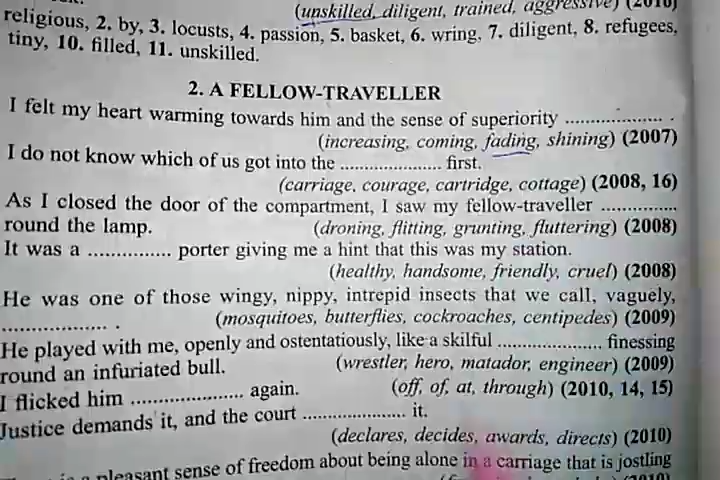 (unskilled, diligent, trained, aggressive) (2010)
religious, 2. by, 3. locusts, 4. passion, 5. basket, 6. wring, 7. diligent, 8. refugees,
tiny, 10. filled, 11. unskilled.
2. A FELLOW-TRAVELLER
I felt my heart warming towards him and the sense of superiority ................... .
(increasing, coming, fading, shining) (2007)
I do not know which of us got into the .................... first.
(carriage, courage, cartridge, cottage) (2008, 16)
As I closed the door of the compartment, I saw my fellow-traveller ...............
round the lamp. (droning, flitting, grunting, fluttering) (2008)
It was a ............... porter giving me a hint that this was my station.
(healthy, handsome, friendly, cruel) (2008)
He was one of those wingy, nippy, intrepid insects that we call, vaguely,
................... . (mosquitoes, butterflies, cockroaches, centipedes) (2009)
He played with me, openly and ostentatiously, like a skilful .................... finessing
round an infuriated bull. (wrestler, hero, matador, engineer) (2009)
I flicked him ...................... again. (off, of, at, through) (2010, 14, 15)
Justice demands it, and the court .................... it.
(declares, decides, awards, directs) (2010)
is a pleasant sense of freedom about being alone in a carriage that is jostling